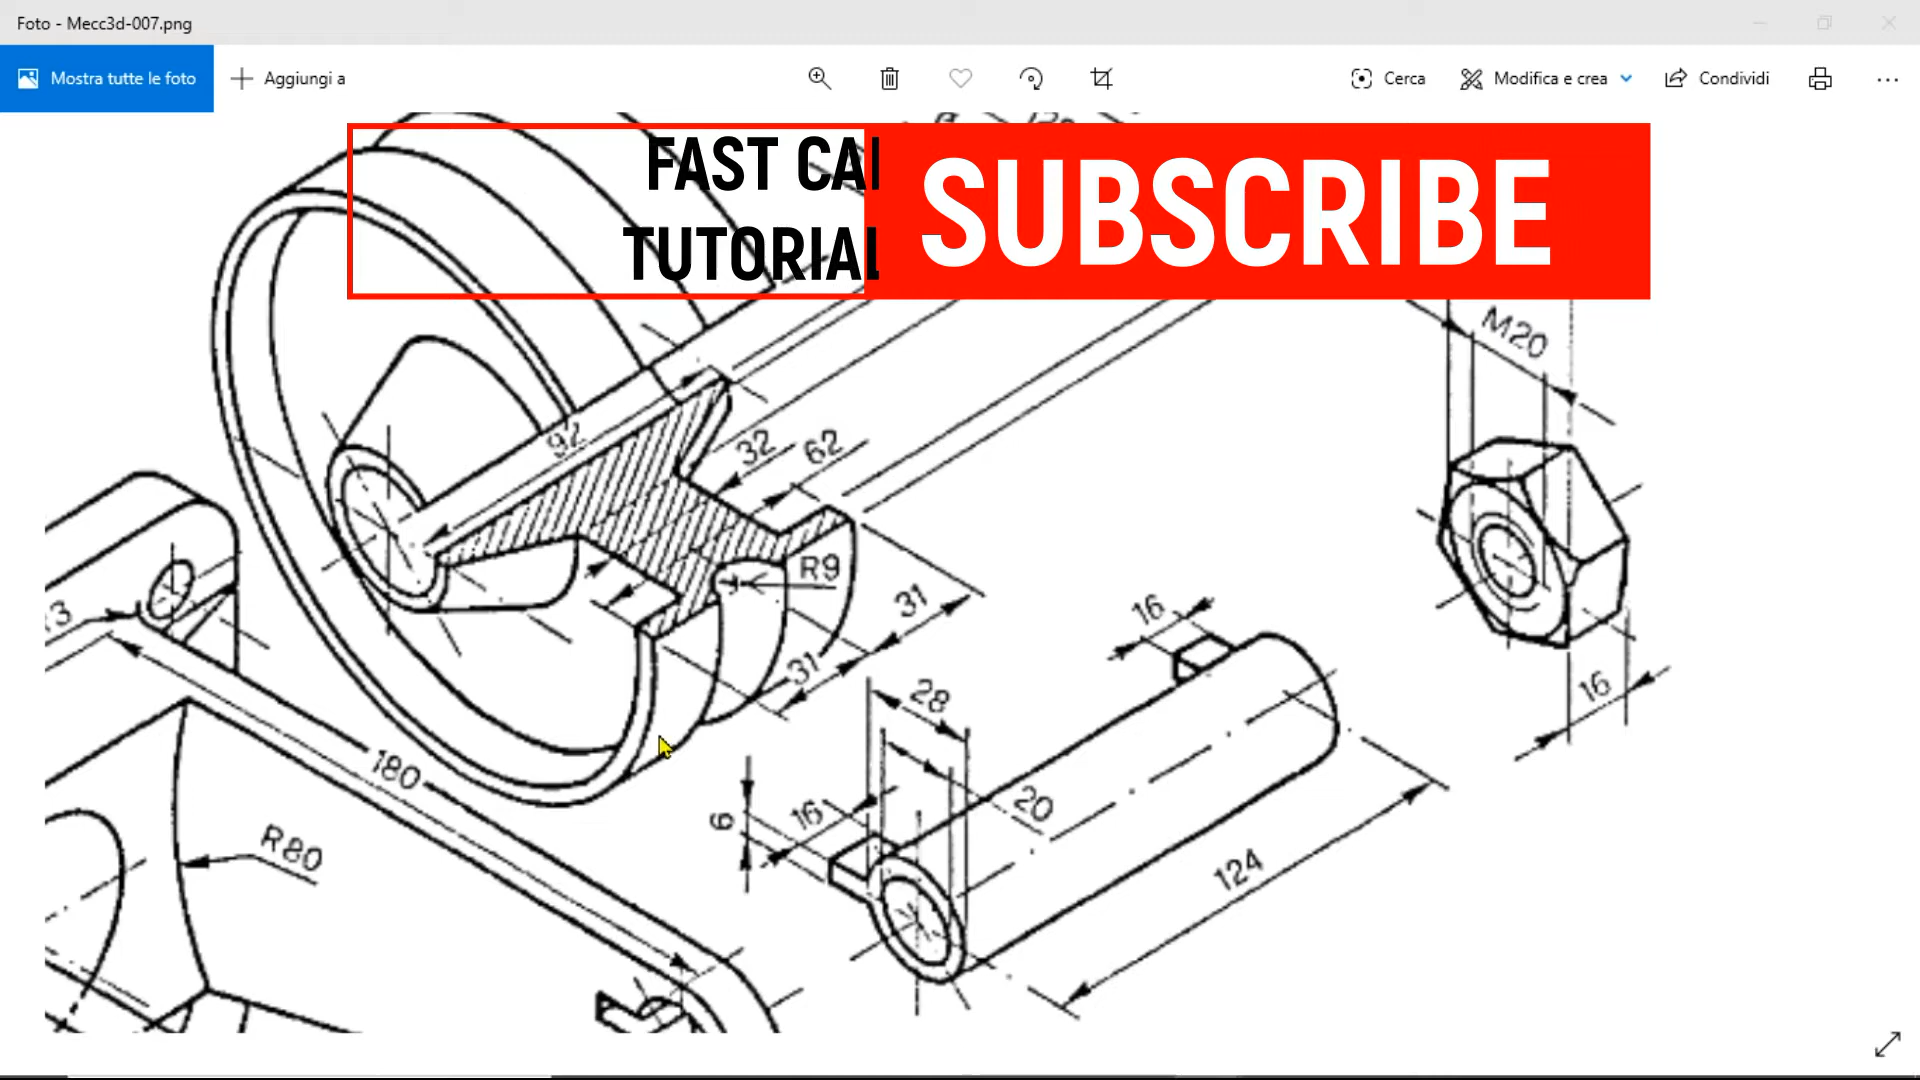 Foto - Mecc3d-007.png
Mostra tutte le foto
Aggiungi a
Cerca
Modifica e crea
Condividi
FAST CA
TUTORIAL
SUBSCRIBE
M20
92
32
62
R9
31
31
16
16
28
180
20
16
6
R80
124